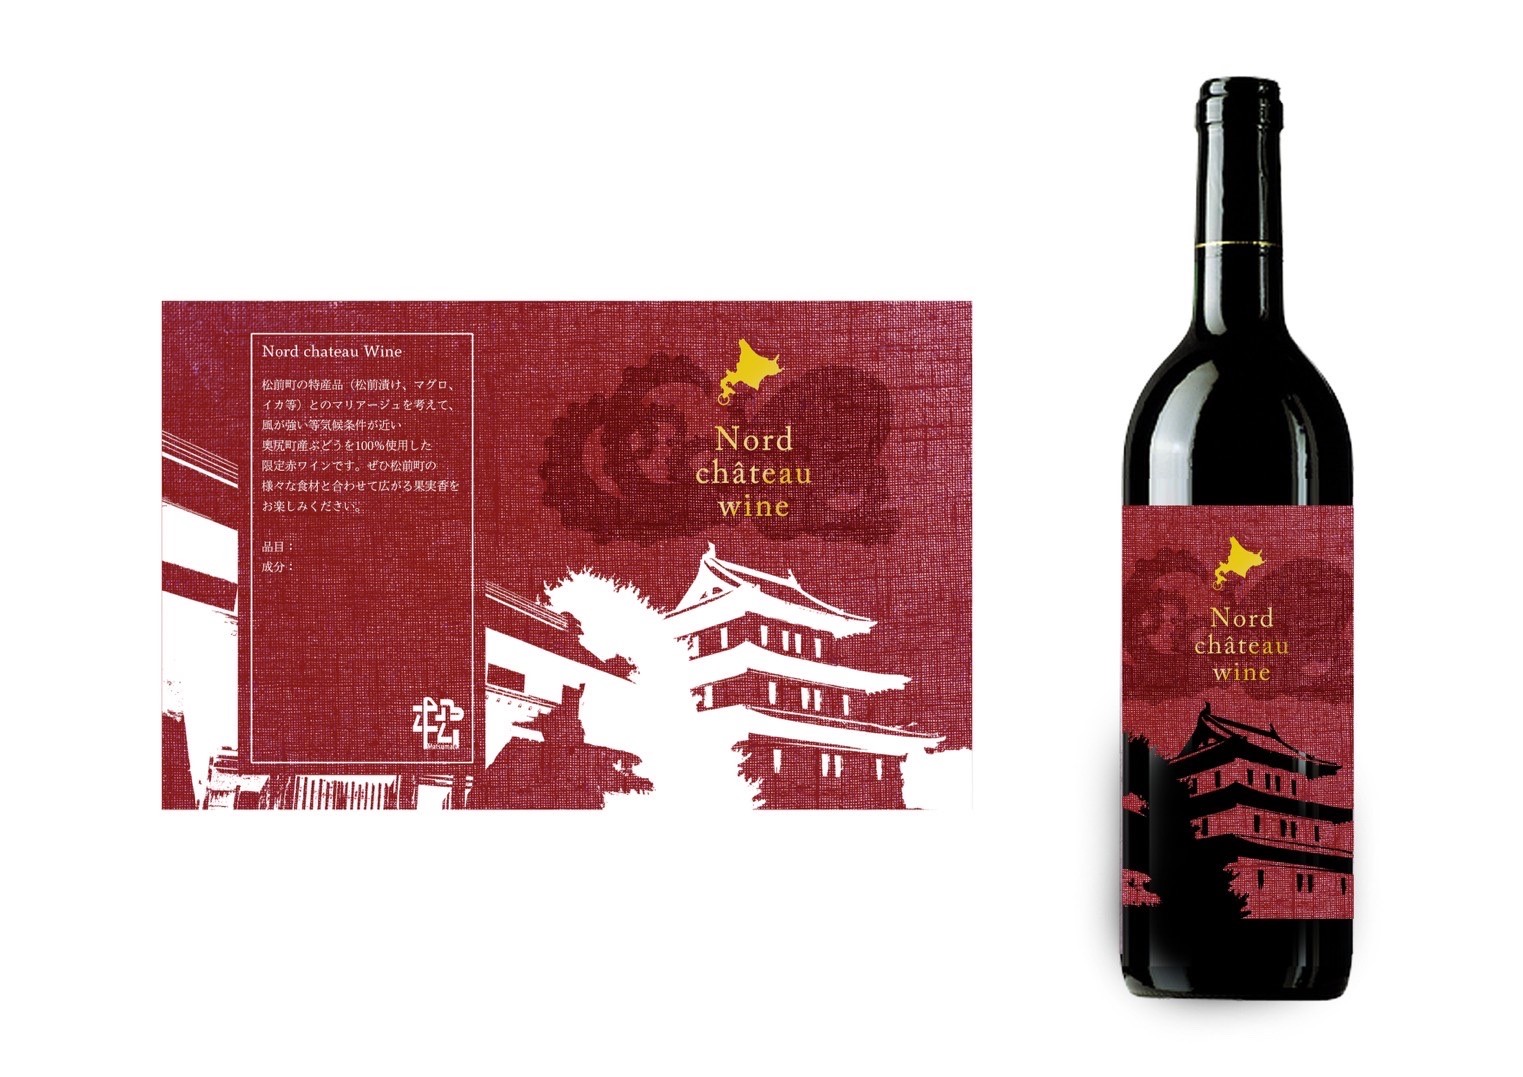 Nord chateau Wine
松前町の特産品（松前漬け、マグロ、
イカ等）とのマリアージュを考えて、
風が強い等気候条件が近い
奥尻町産ぶどうを100%使用した
限定赤ワインです。ぜひ松前町の
様々な食材と合わせて広がる果実香を
お楽しみください。
品目：
成分：
Matsumae
Nord
château
wine
Nord
château
wine